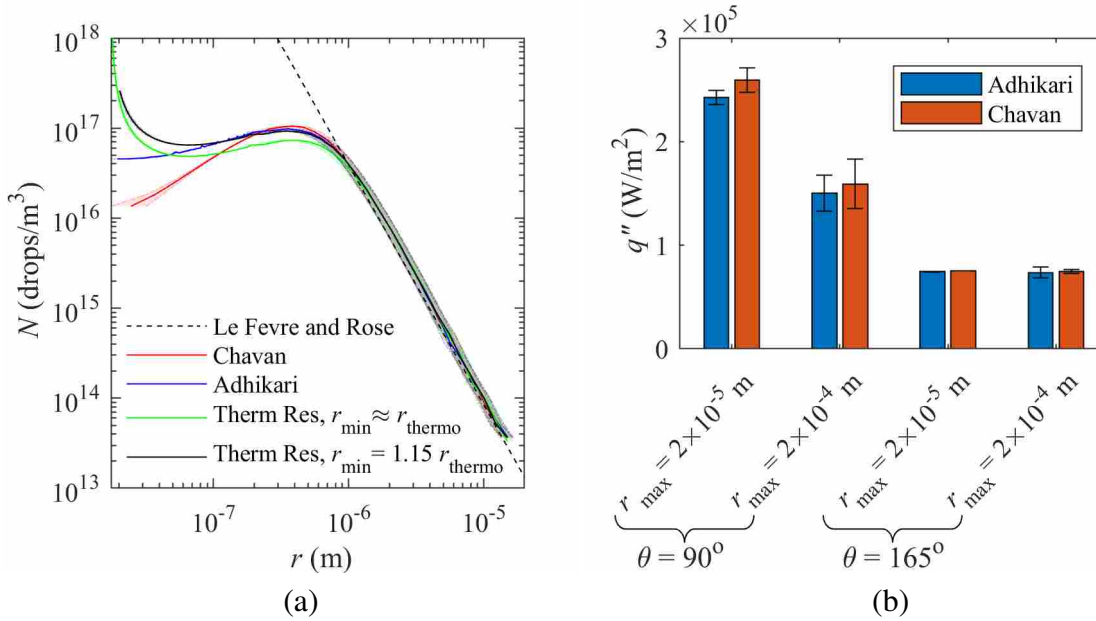 10^18
10^17
10^16
10^15
10^14
10^13
N (drops/m^3)
Le Fevre and Rose
Chavan
Adhikari
Therm Res, r_min ≈ r_thermo
Therm Res, r_min = 1.15 r_thermo
10^-7 10^-6 10^-5
r (m)
(a)
×10^5
3
2
1
0
q″ (W/m^2)
Adhikari
Chavan
r_max = 2×10^-5 m
r_max = 2×10^-4 m
r_max = 2×10^-5 m
r_max = 2×10^-4 m
θ = 90° θ = 165°
(b)